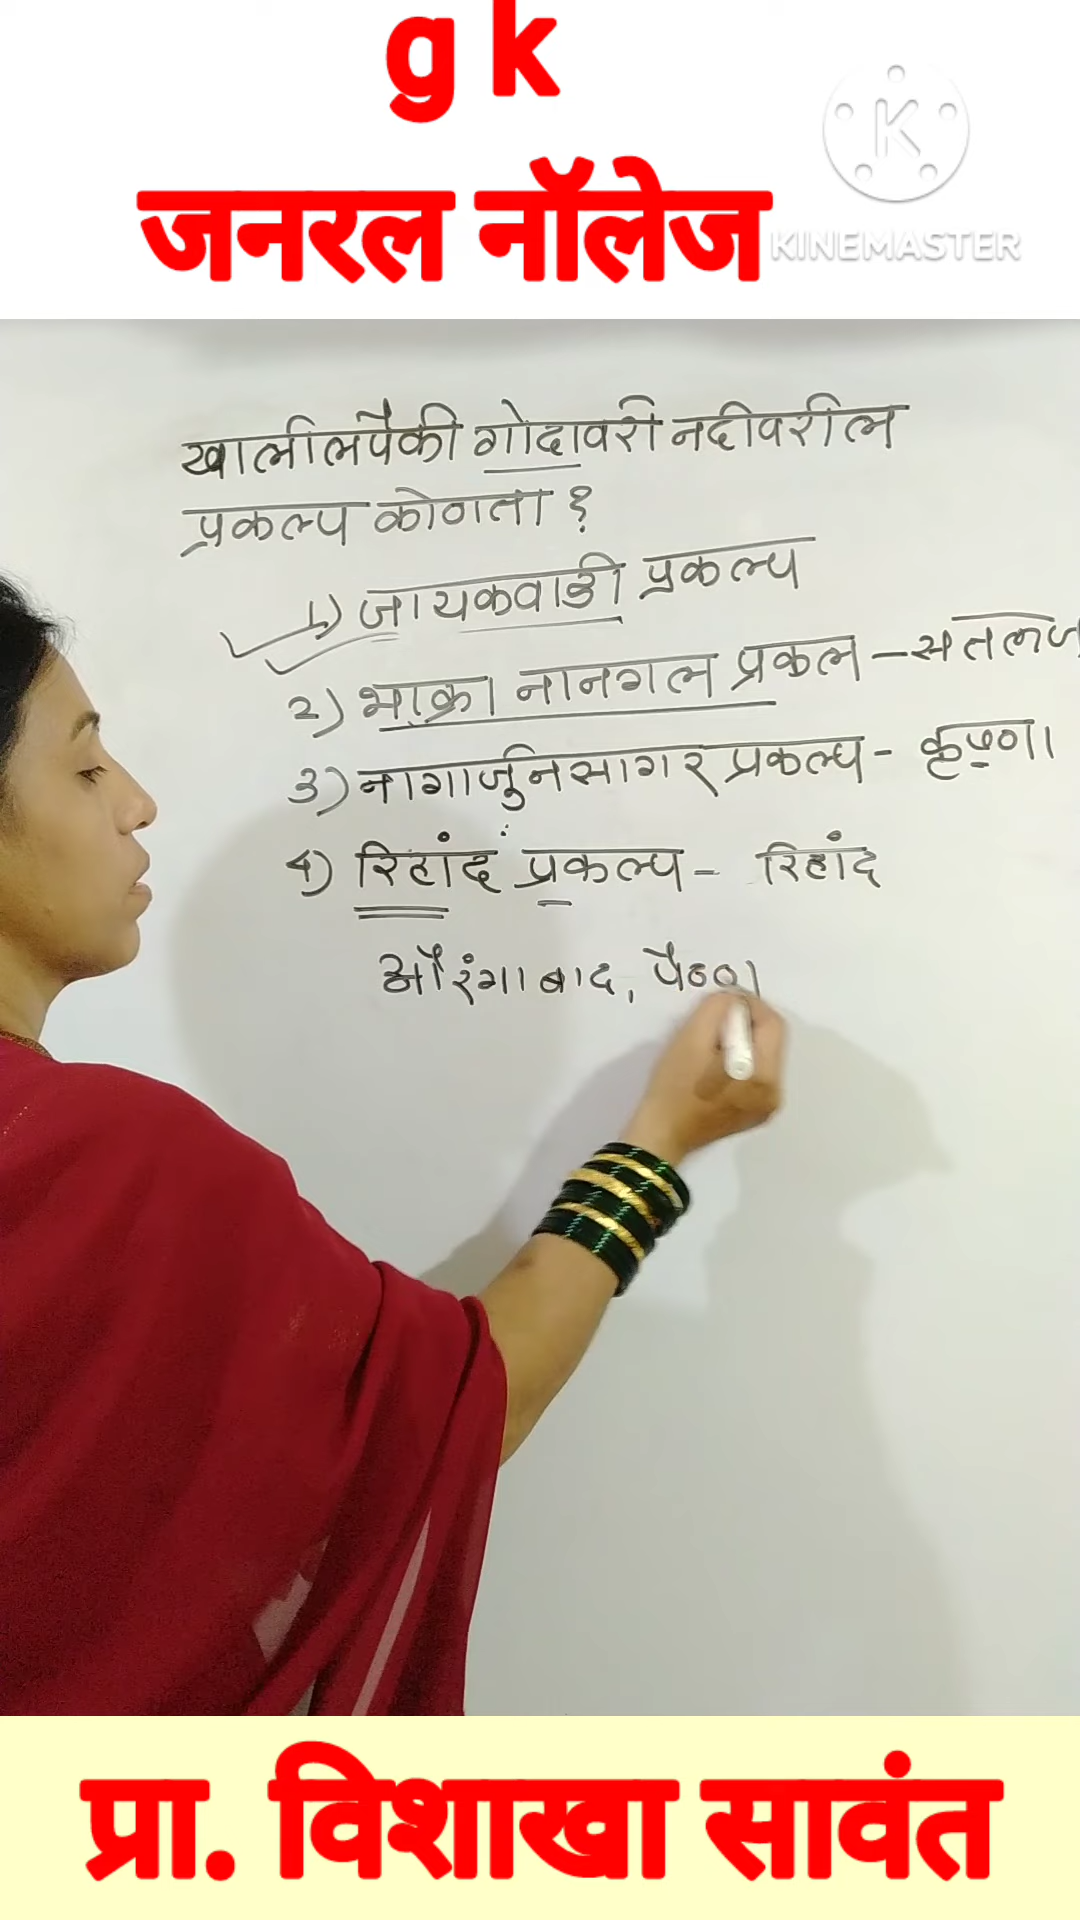 g k
जनरल नॉलेज
KINEMASTER
खालीलपैकी गोदावरी नदीवरील
प्रकल्प कोणता ?
1) जायकवाडी प्रकल्प
2) भाक्रा नानगल प्रकल - सतलज
3) नागार्जुनसागर प्रकल्प - कृष्णा
4) रिहांद प्रकल्प - रिहांद
औरंगाबाद, पैठण
प्रा. विशाखा सावंत